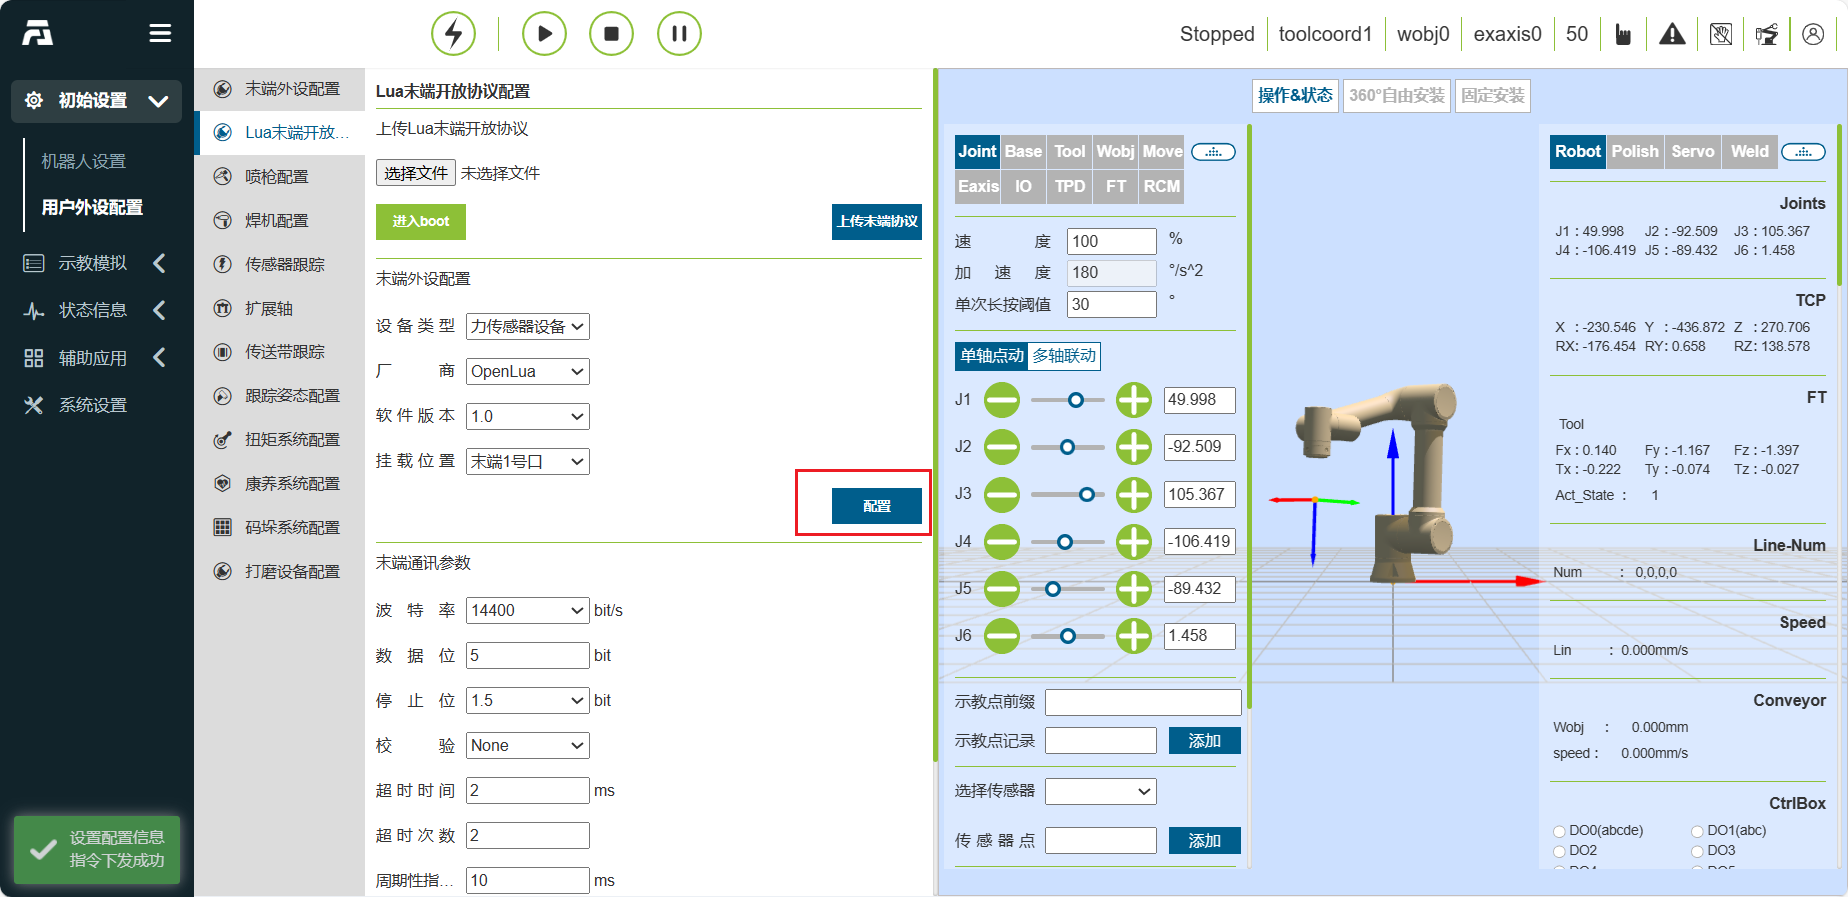 Stopped
toolcoord1
wobj0
exaxis0
50
初始设置
机器人设置
用户外设配置
示教模拟
状态信息
辅助应用
系统设置
设置配置信息
指令下发成功
末端外设配置
Lua末端开放...
喷枪配置
焊机配置
传感器跟踪
扩展轴
传送带跟踪
跟踪姿态配置
扭矩系统配置
康养系统配置
码垛系统配置
打磨设备配置
Lua末端开放协议配置
上传Lua末端开放协议
选择文件 未选择文件
进入boot
上传末端协议
末端外设配置
设备类型 力传感器设备
厂商 OpenLua
软件版本 1.0
挂载位置 末端1号口
配置
末端通讯参数
波特率 14400 bit/s
数据位 5 bit
停止位 1.5 bit
校验 None
超时时间 2 ms
超时次数 2
周期性指... 10 ms
操作&状态 360°自由安装 固定安装
Joint Base Tool Wobj Move
Eaxis IO TPD FT RCM
速度 100 %
加速度 180 °/s^2
单次长按阈值 30 °
单轴点动 多轴联动
J1 49.998
J2 -92.509
J3 105.367
J4 -106.419
J5 -89.432
J6 1.458
示教点前缀
示教点记录 添加
选择传感器
传感器点 添加
Robot Polish Servo Weld
Joints
J1 : 49.998 J2 : -92.509 J3 : 105.367
J4 : -106.419 J5 : -89.432 J6 : 1.458
TCP
X : -230.546 Y : -436.872 Z : 270.706
RX: -176.454 RY: 0.658 RZ: 138.578
FT
Tool
Fx : 0.140 Fy : -1.167 Fz : -1.397
Tx : -0.222 Ty : -0.074 Tz : -0.027
Act_State : 1
Line-Num
Num : 0,0,0,0
Speed
Lin : 0.000mm/s
Conveyor
Wobj : 0.000mm
speed : 0.000mm/s
CtrlBox
DO0(abcde) DO1(abc)
DO2 DO3